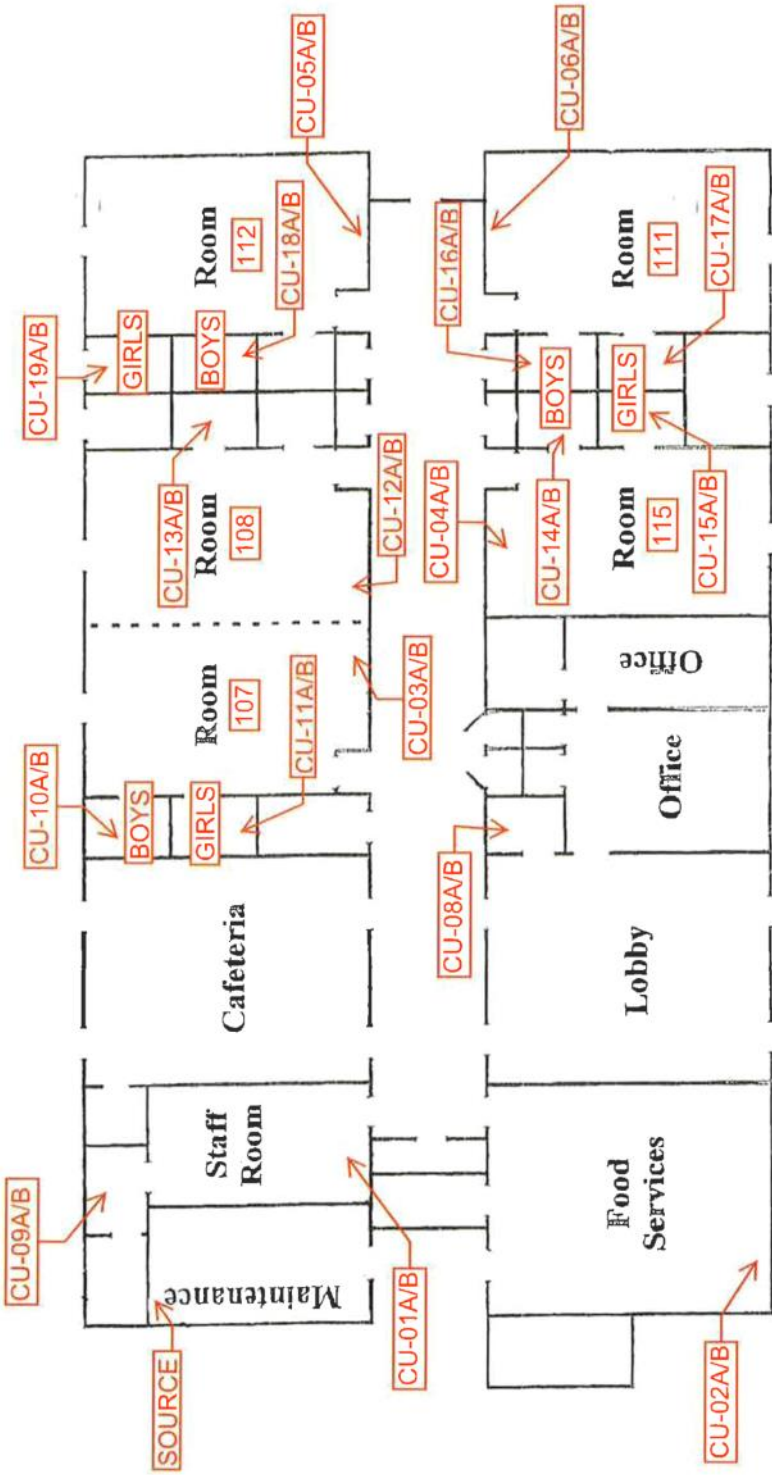 CU-09A/B
CU-10A/B
CU-19A/B
CU-05A/B
SOURCE
BOYS
GIRLS
GIRLS
BOYS
Maintenance
Staff
Room
Cafeteria
Room
107
Room
108
Room
112
CU-13A/B
CU-18A/B
CU-11A/B
CU-01A/B
CU-03A/B
CU-12A/B
CU-08A/B
CU-04A/B
CU-16A/B
CU-06A/B
BOYS
GIRLS
CU-14A/B
Food
Services
Lobby
Office
Office
Room
115
Room
111
CU-15A/B
CU-17A/B
CU-02A/B